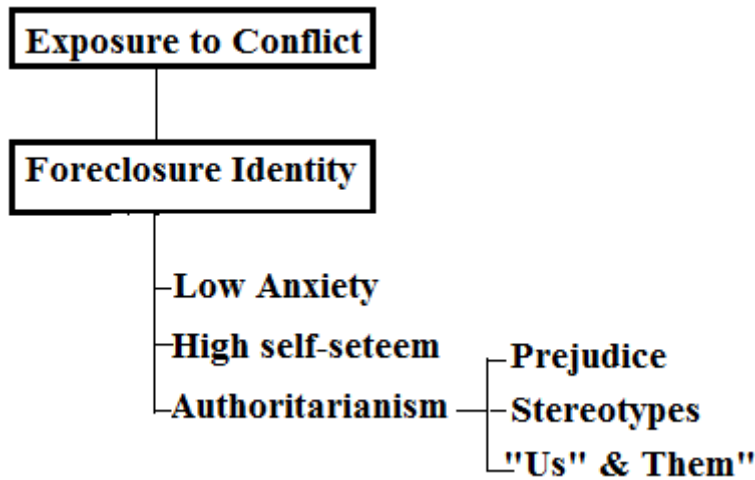 Exposure to Conflict
Foreclosure Identity
Low Anxiety
High self-seteem
Authoritarianism
Prejudice
Stereotypes
"Us" & Them"